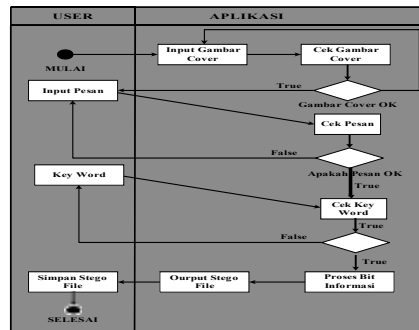 USER
APLIKASI
Input Gambar
Cover
Cek Gambar
Cover
MULAI
True
Input Pesan
Gambar Cover OK
Cek Pesan
False
Key Word
Apakah Pesan OK
True
Cek Key
Word
True
False
True
Simpan Stego
File
Ourput Stego
File
Proses Bit
Informasi
SELESAI